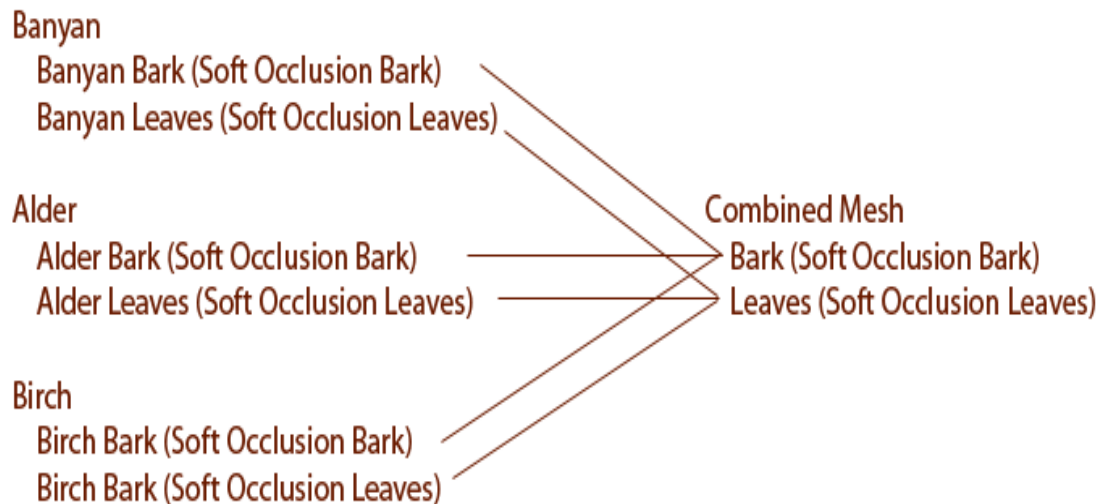 Banyan
Banyan Bark (Soft Occlusion Bark)
Banyan Leaves (Soft Occlusion Leaves)
Alder
Alder Bark (Soft Occlusion Bark)
Alder Leaves (Soft Occlusion Leaves)
Birch
Birch Bark (Soft Occlusion Bark)
Birch Bark (Soft Occlusion Leaves)
Combined Mesh
Bark (Soft Occlusion Bark)
Leaves (Soft Occlusion Leaves)